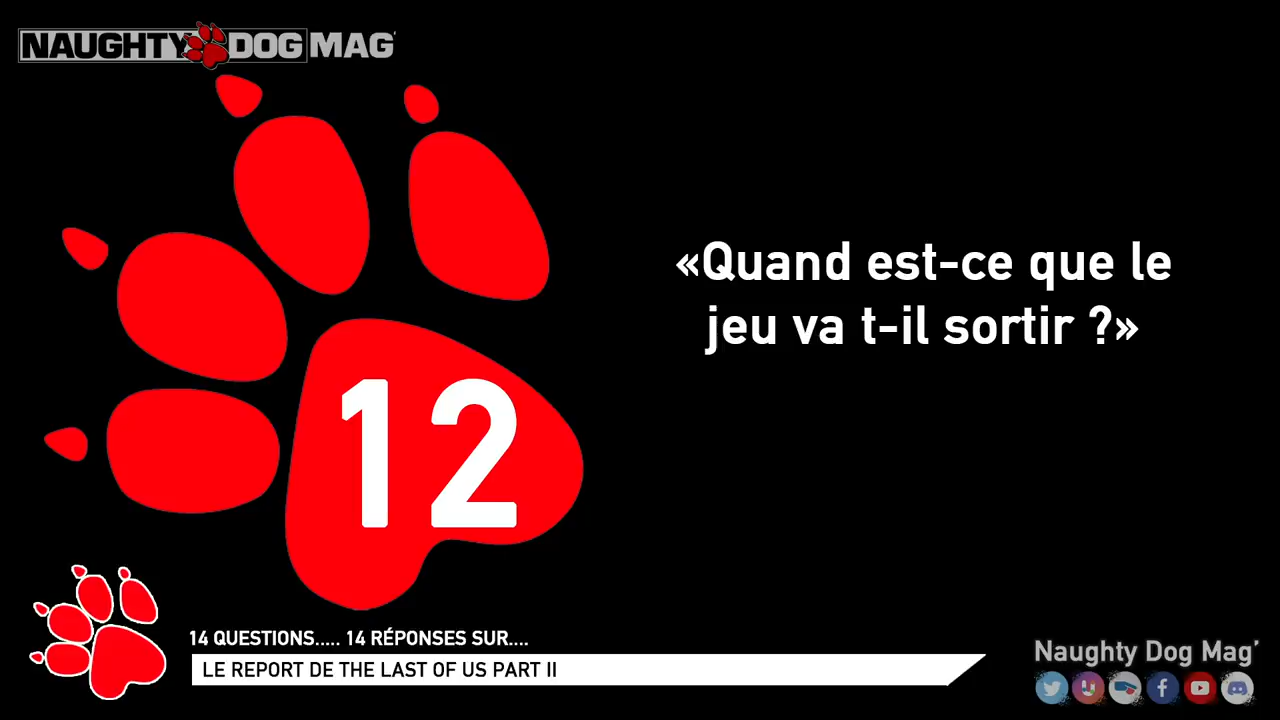 NAUGHTY DOG MAG'
«Quand est-ce que le
jeu va t-il sortir ?»
12
14 QUESTIONS..... 14 RÉPONSES SUR....
LE REPORT DE THE LAST OF US PART II
Naughty Dog Mag'